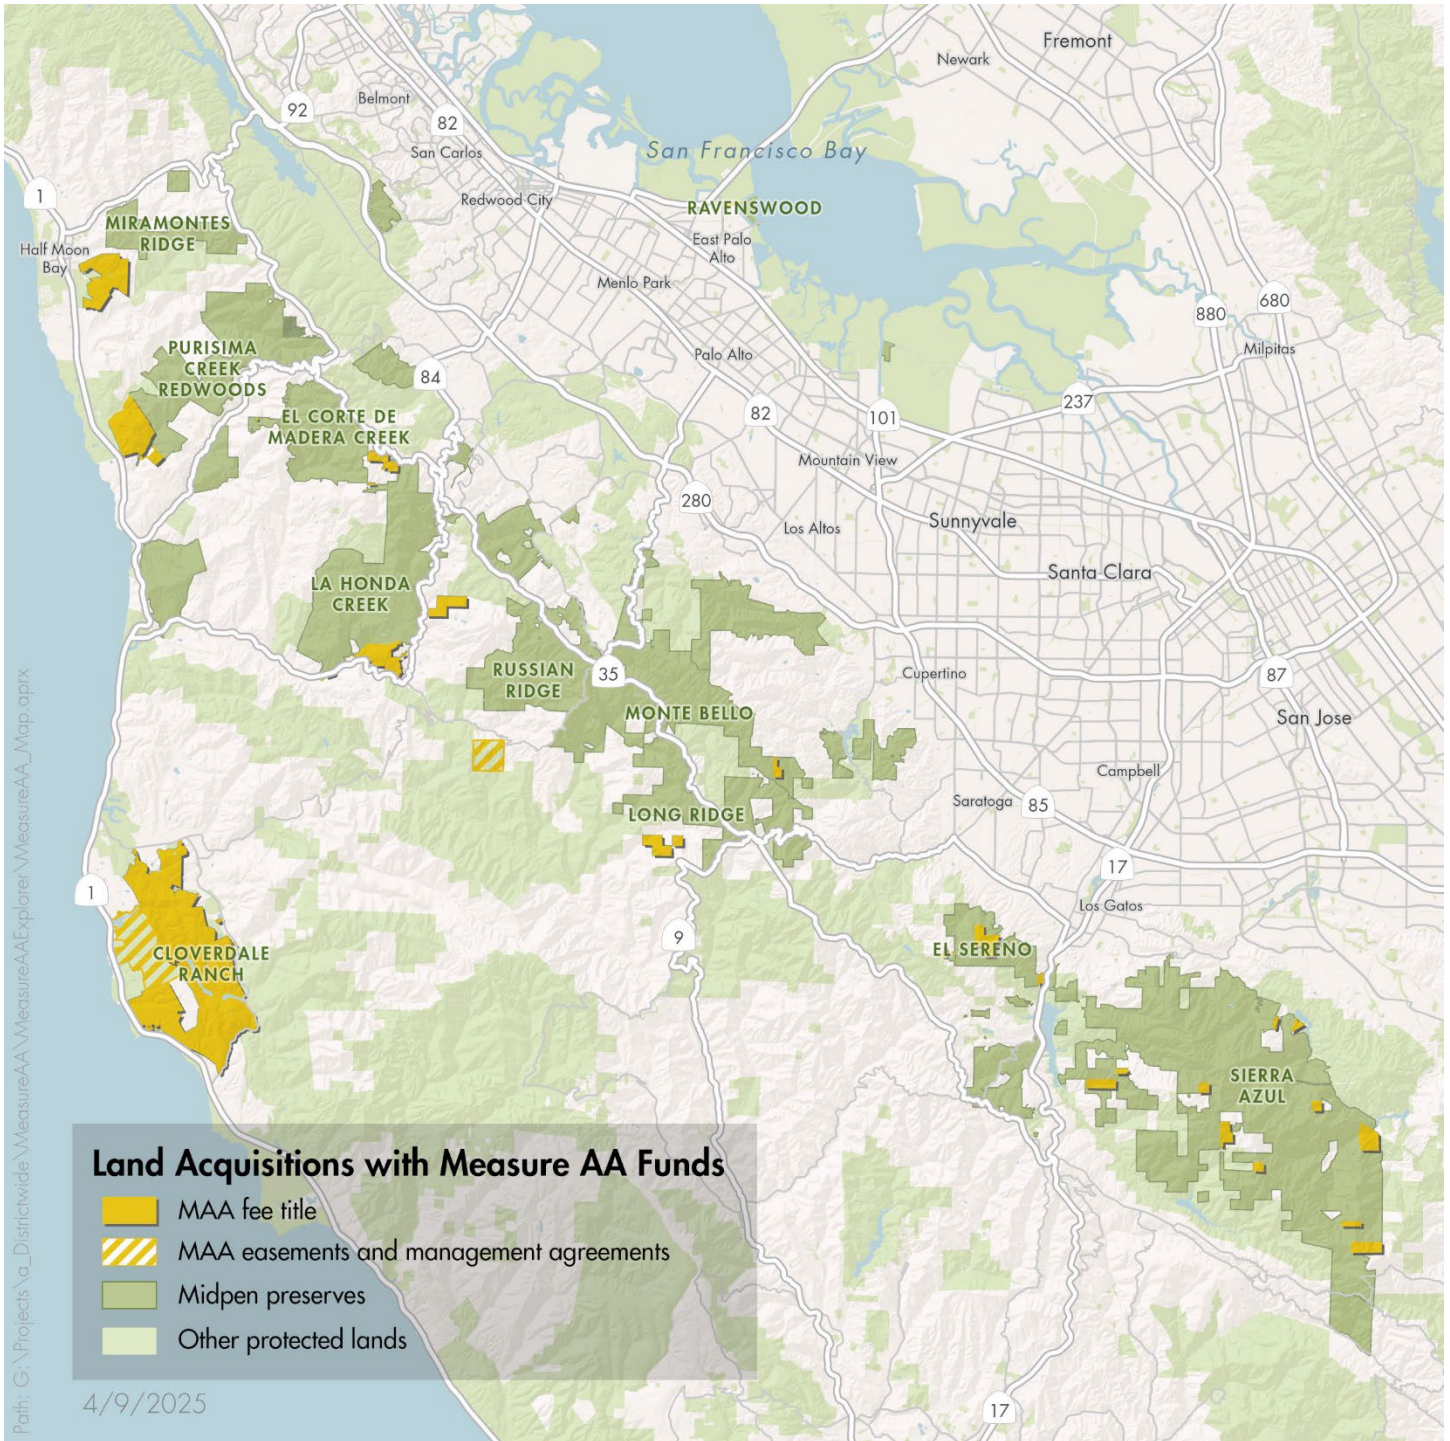 Fremont
Newark
92
Belmont
82
San Carlos
San Francisco Bay
1
Redwood City
RAVENSWOOD
MIRAMONTES
RIDGE
Half Moon
Bay
East Palo
Alto
Menlo Park
680
880
PURISIMA
CREEK
REDWOODS
Milpitas
Palo Alto
84
237
EL CORTE DE
MADERA CREEK
82
101
Mountain View
280
Los Altos
Sunnyvale
LA HONDA
CREEK
Santa Clara
RUSSIAN
RIDGE
35
Cupertino
87
MONTE BELLO
San Jose
Campbell
LONG RIDGE
Saratoga
85
17
1
Los Gatos
9
CLOVERDALE
RANCH
EL SERENO
SIERRA
AZUL
Land Acquisitions with Measure AA Funds
MAA fee title
MAA easements and management agreements
Midpen preserves
Other protected lands
4/9/2025
17
Path: G:\Projects\a_Districtwide\MeasureAA\MeasureAAExplorer\MeasureAA_Map.aprx